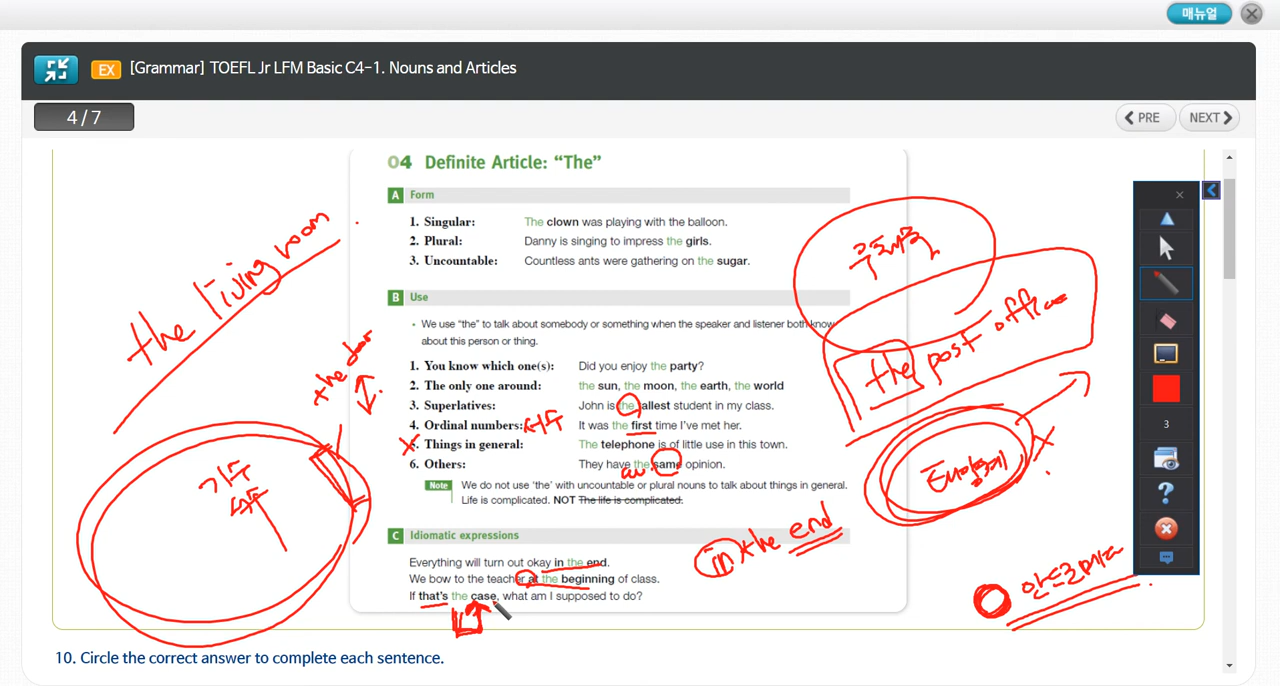 매뉴얼
EX [Grammar] TOEFL Jr LFM Basic C4-1. Nouns and Articles
4 / 7
PRE
NEXT
04 Definite Article: "The"
A Form
1. Singular: The clown was playing with the balloon.
2. Plural: Danny is singing to impress the girls.
3. Uncountable: Countless ants were gathering on the sugar.
B Use
• We use "the" to talk about somebody or something when the speaker and listener both know
about this person or thing.
1. You know which one(s): Did you enjoy the party?
2. The only one around: the sun, the moon, the earth, the world
3. Superlatives: John is the tallest student in my class.
4. Ordinal numbers: It was the first time I've met her.
5. Things in general: The telephone is of little use in this town.
6. Others: They have the same opinion.
Note We do not use 'the' with uncountable or plural nouns to talk about things in general.
Life is complicated. NOT The life is complicated.
C Idiomatic expressions
Everything will turn out okay in the end.
We bow to the teacher at the beginning of class.
If that's the case, what am I supposed to do?
the living room
the door
서수
우주
the post office
태양계
in the end
안드로메다
3
10. Circle the correct answer to complete each sentence.